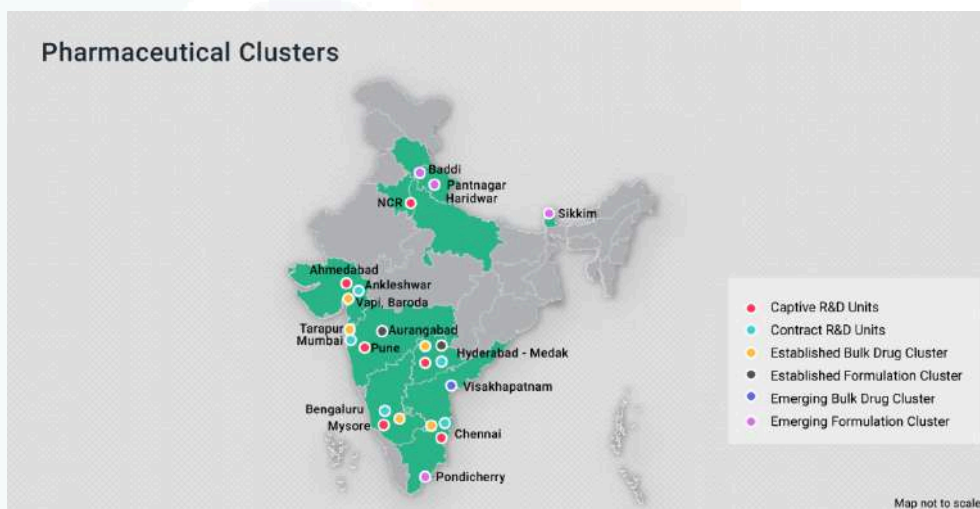 Pharmaceutical Clusters
Baddi
Pantnagar
Haridwar
NCR
Sikkim
Ahmedabad
Ankleshwar
Vapi, Baroda
Tarapur
Aurangabad
Mumbai
Pune
Hyderabad - Medak
Visakhapatnam
Bengaluru
Mysore
Chennai
Pondicherry
Captive R&D Units
Contract R&D Units
Established Bulk Drug Cluster
Established Formulation Cluster
Emerging Bulk Drug Cluster
Emerging Formulation Cluster
Map not to scale